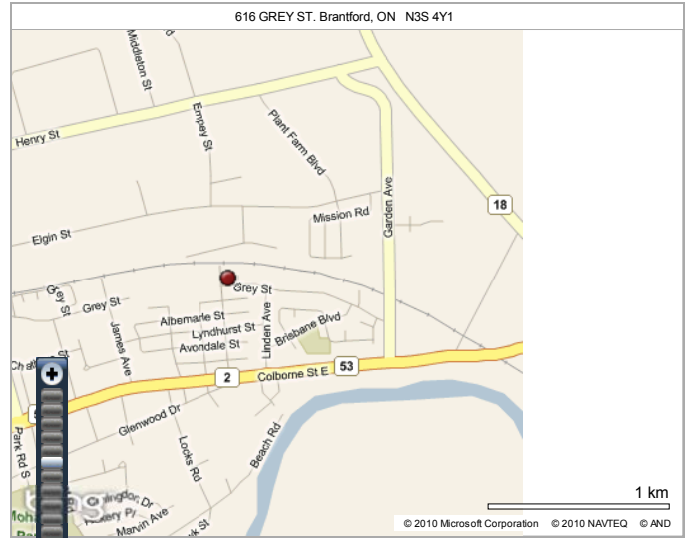 616 GREY ST. Brantford, ON N3S 4Y1
Middleton St
Empey St
Plant Farm Blvd
Henry St
Garden Ave
18
Mission Rd
Elgin St
Grey St
Grey St
Grey St
Albemarle St
Lyndhurst St
Avondale St
James Ave
Linden Ave
Brisbane Blvd
53
2
Colborne St E
Glenwood Dr
Locks Rd
Beach Rd
Park Rd S
Marvin Ave
1 km
© 2010 Microsoft Corporation © 2010 NAVTEQ © AND